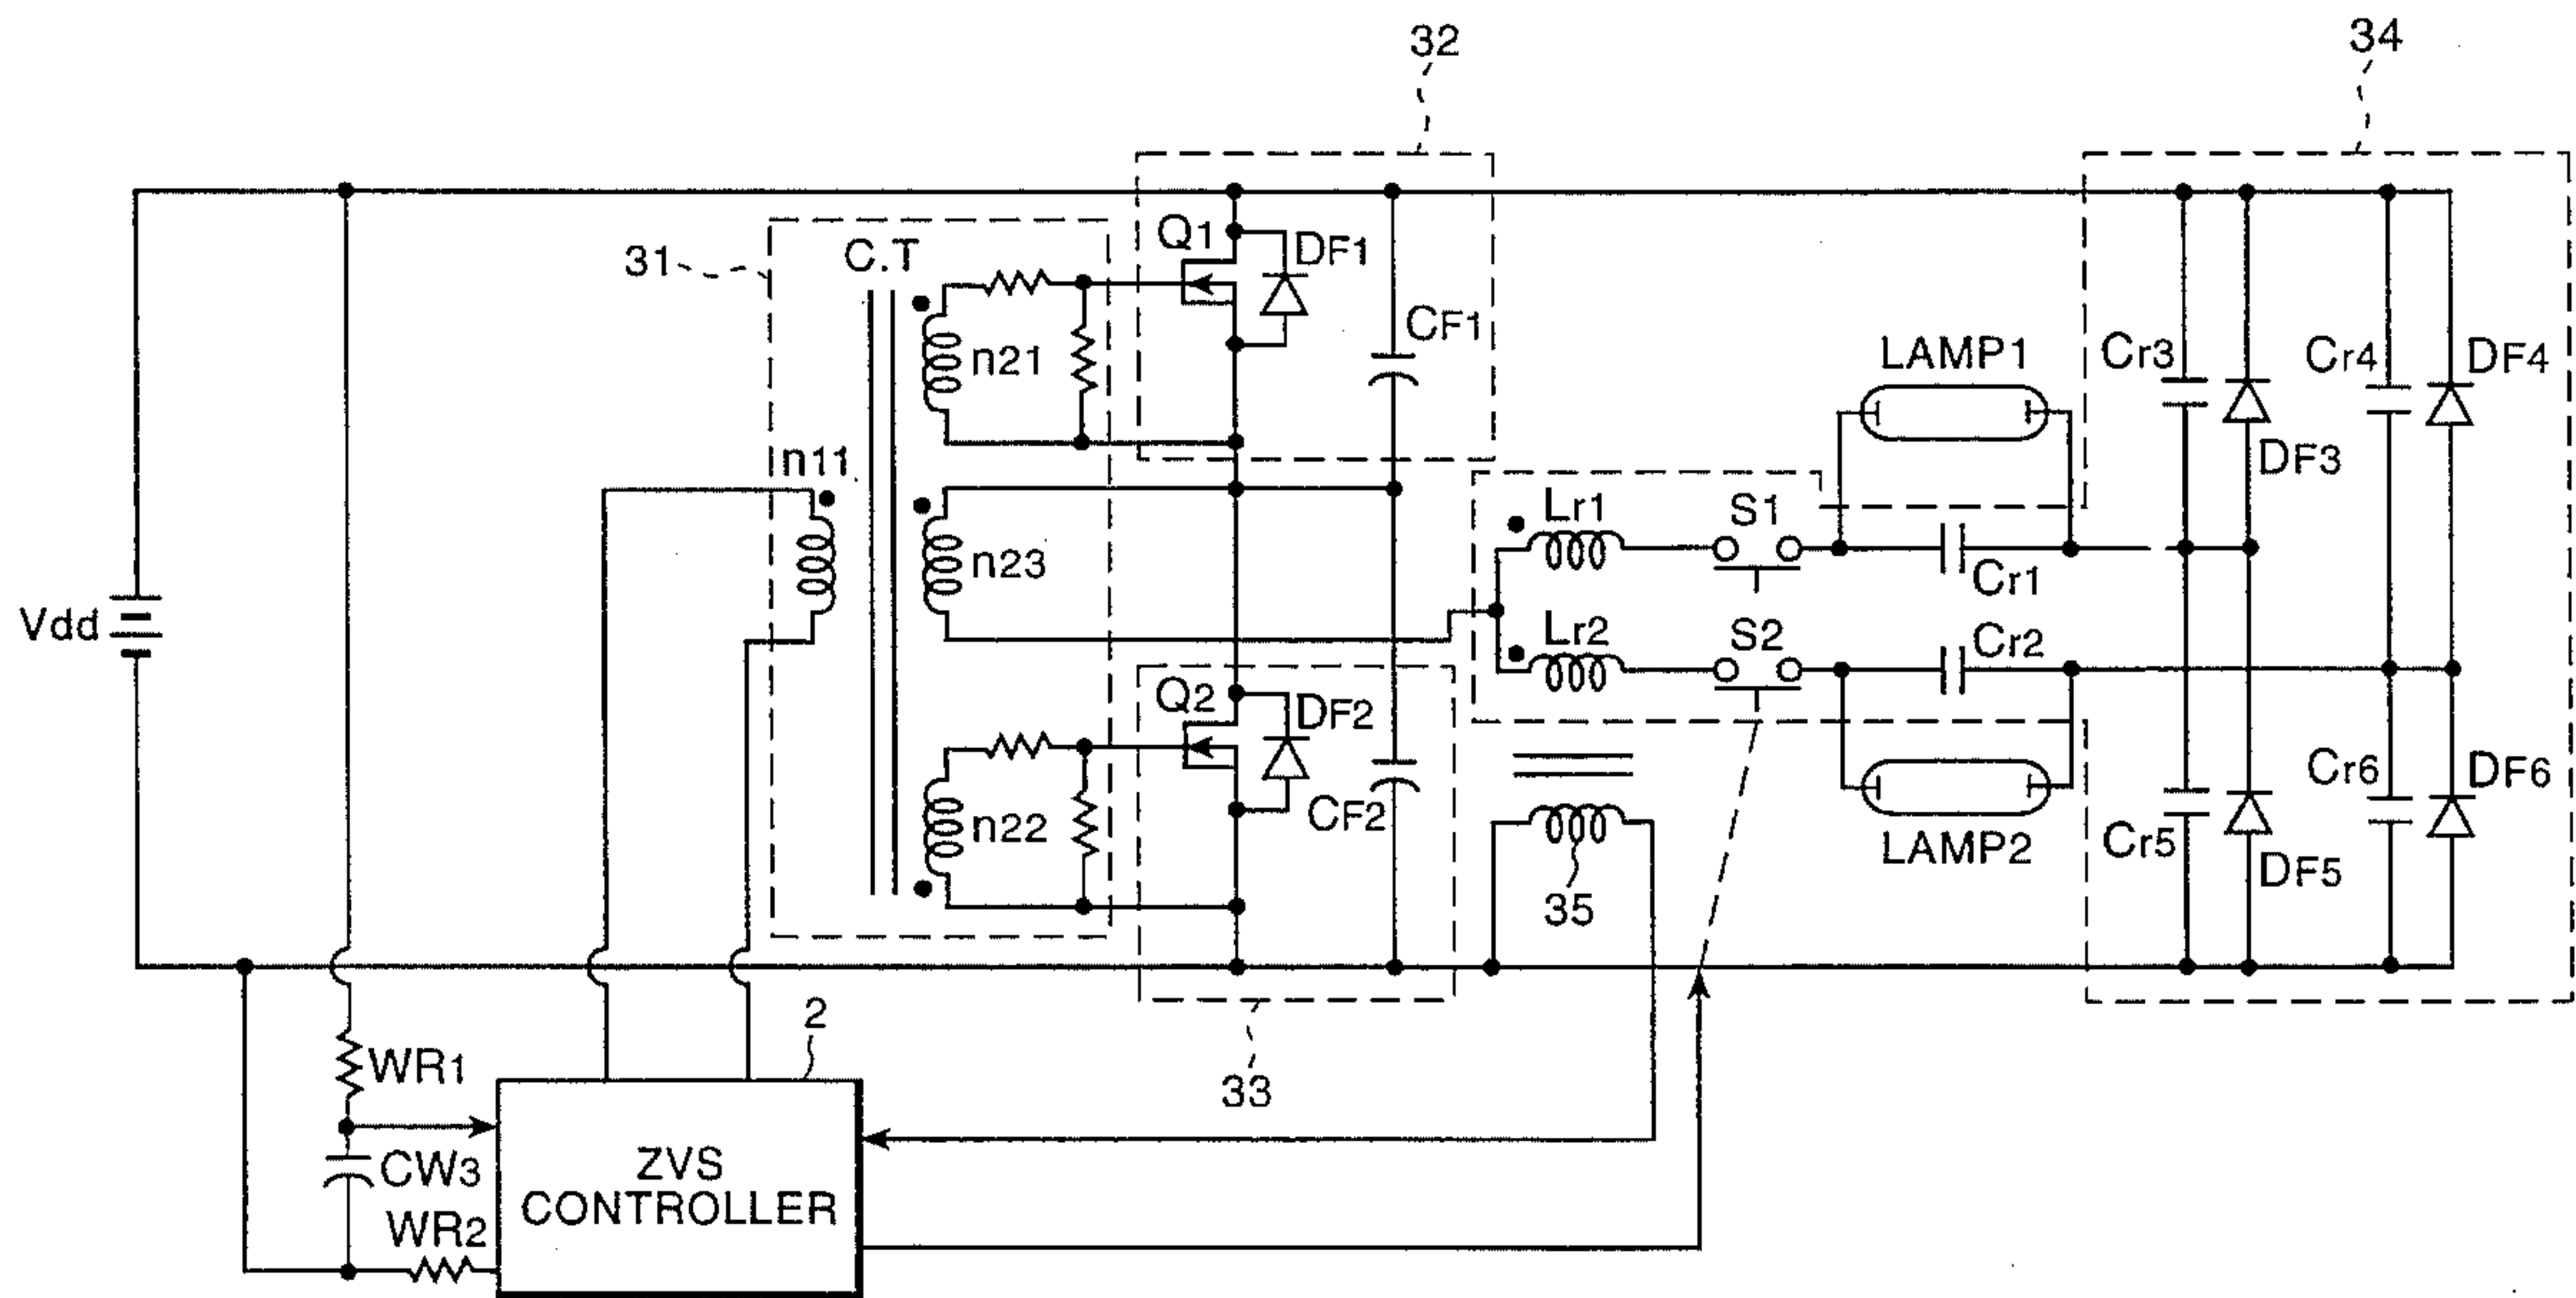 32
34
31
C.T
Q1
DF1
CF1
n21
LAMP1
Cr3
Cr4
DF4
DF3
n11
n23
Lr1
S1
Cr1
Vdd
Lr2
S2
Cr2
Q2
DF2
CF2
n22
35
LAMP2
Cr5
DF5
Cr6
DF6
33
2
WR1
CW3
WR2
ZVS
CONTROLLER